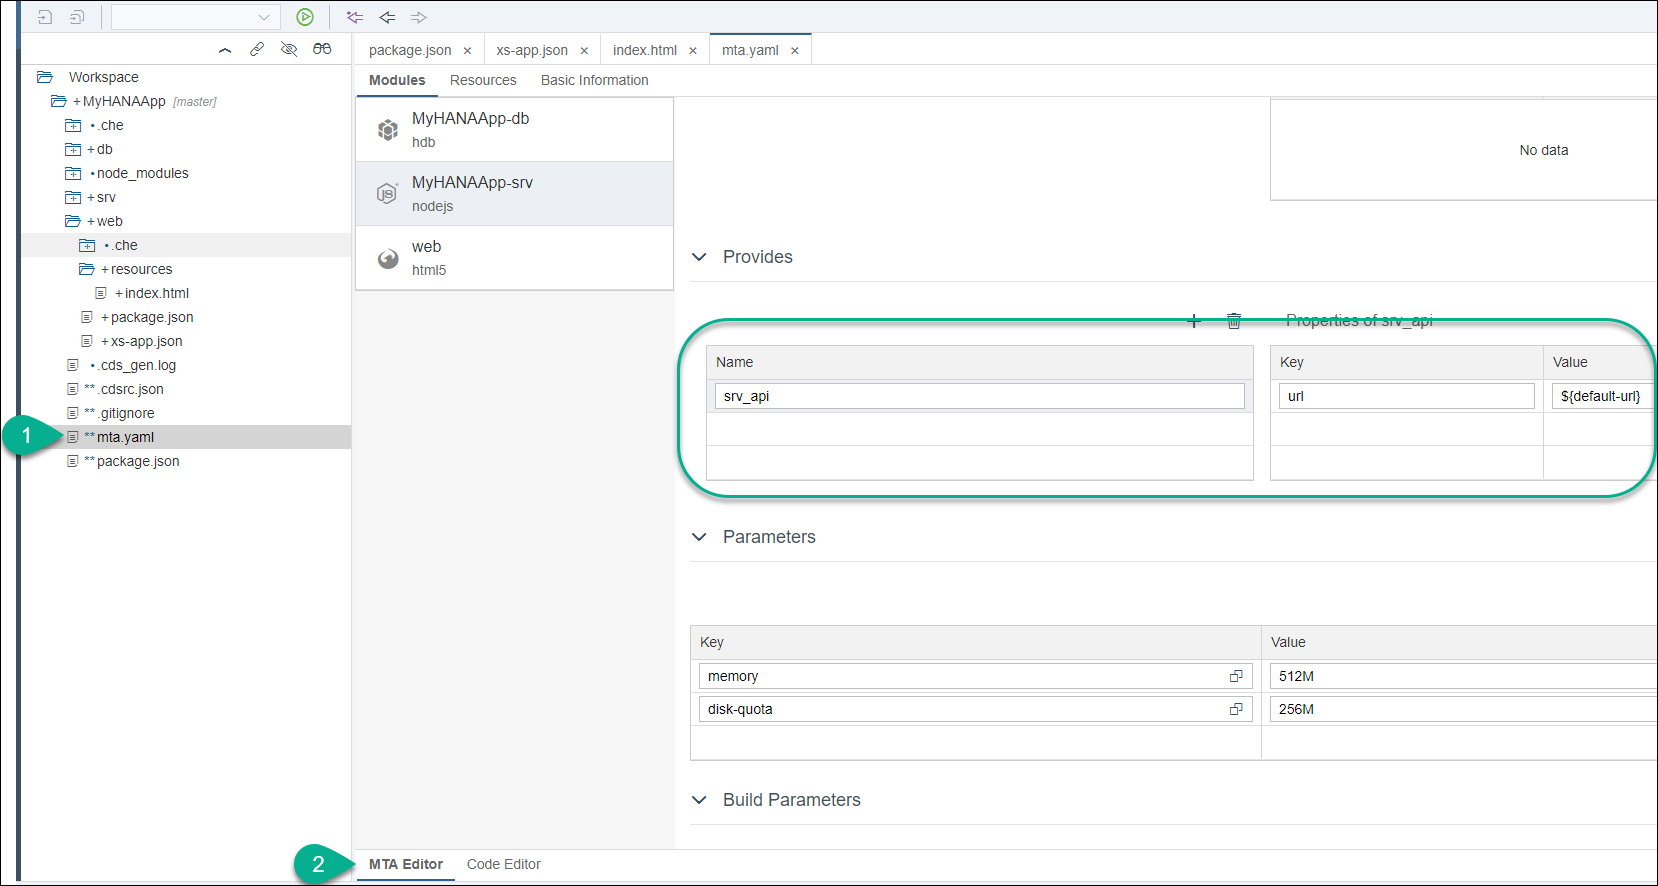 package.json ×
xs-app.json ×
index.html ×
mta.yaml ×
Workspace
+ MyHANAApp [master]
• .che
+ db
• node_modules
+ srv
+ web
• .che
+ resources
+ index.html
+ package.json
+ xs-app.json
• .cds_gen.log
** .cdsrc.json
** .gitignore
1
** mta.yaml
** package.json
Modules
Resources
Basic Information
MyHANAApp-db
hdb
MyHANAApp-srv
nodejs
web
html5
No data
Provides
Properties of srv_api
Name
Key
Value
srv_api
url
${default-url}
Parameters
Key
Value
memory
512M
disk-quota
256M
Build Parameters
2
MTA Editor
Code Editor